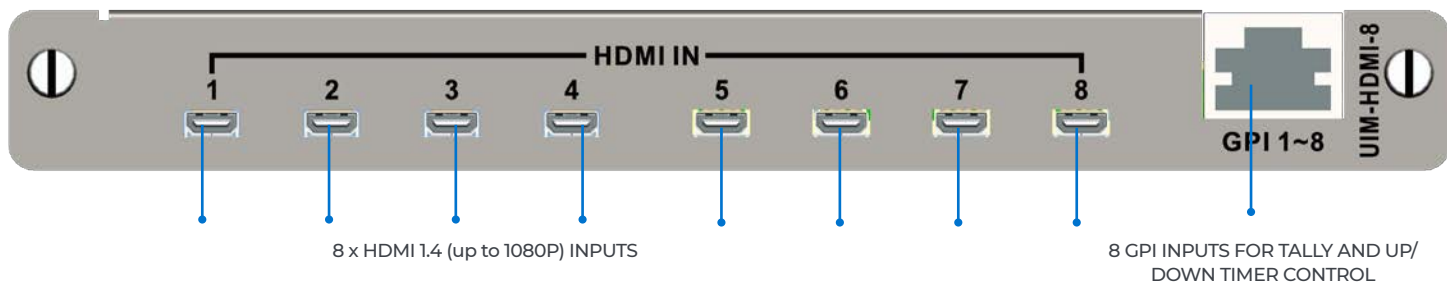 HDMI IN
1 2 3 4 5 6 7 8
GPI 1~8
UIM-HDMI-8
8 x HDMI 1.4 (up to 1080P) INPUTS
8 GPI INPUTS FOR TALLY AND UP/
DOWN TIMER CONTROL